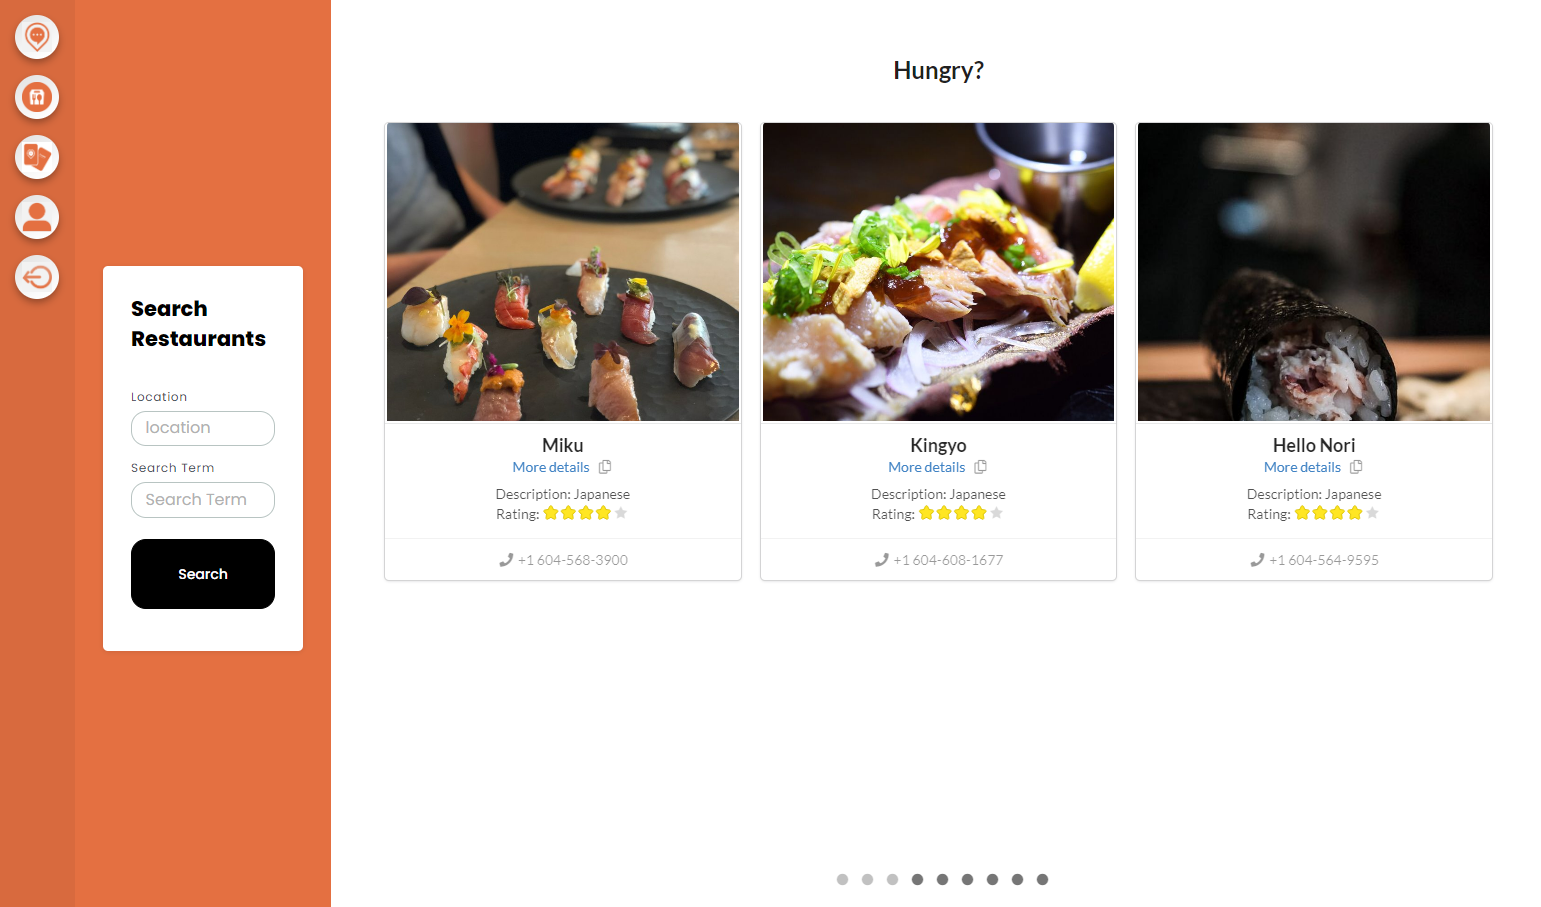 Hungry?
Search
Restaurants
Location
location
Search Term
Search Term
Search
Miku
More details
Description: Japanese
Rating:
+1 604-568-3900
Kingyo
More details
Description: Japanese
Rating:
+1 604-608-1677
Hello Nori
More details
Description: Japanese
Rating:
+1 604-564-9595